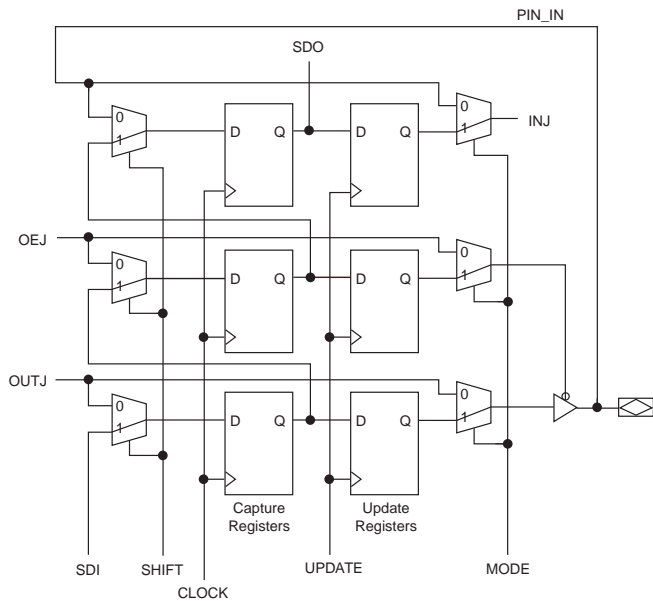 PIN_IN
SDO
0
1
D Q
D Q
0
1
INJ
OEJ
0
1
D Q
D Q
0
1
OUTJ
0
1
D Q
D Q
0
1
Capture
Registers
Update
Registers
SDI
SHIFT
CLOCK
UPDATE
MODE